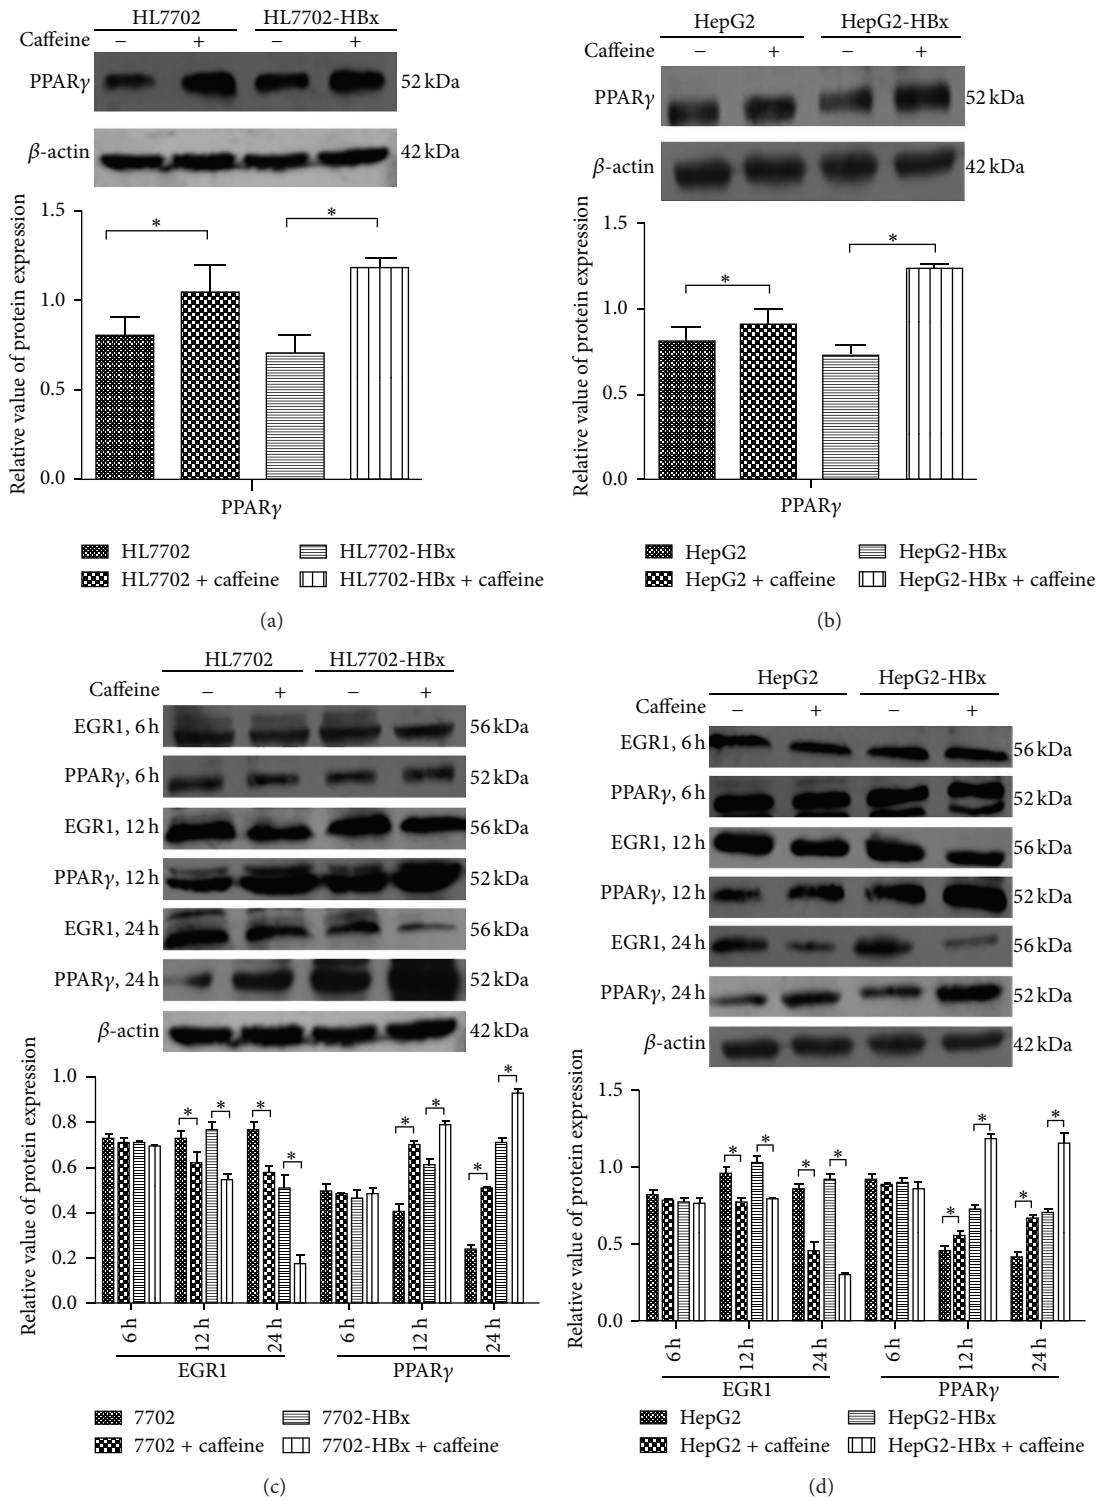 HL7702 HL7702-HBx
Caffeine − + − +
PPARγ 52 kDa
β-actin 42 kDa
Relative value of protein expression
1.5
1.0
0.5
0.0
* *
PPARγ
HL7702 HL7702-HBx
HL7702 + caffeine HL7702-HBx + caffeine
(a)
HepG2 HepG2-HBx
Caffeine − + − +
PPARγ 52 kDa
β-actin 42 kDa
Relative value of protein expression
1.5
1.0
0.5
0.0
* *
PPARγ
HepG2 HepG2-HBx
HepG2 + caffeine HepG2-HBx + caffeine
(b)
HL7702 HL7702-HBx
Caffeine − + − +
EGR1, 6 h 56 kDa
PPARγ, 6 h 52 kDa
EGR1, 12 h 56 kDa
PPARγ, 12 h 52 kDa
EGR1, 24 h 56 kDa
PPARγ, 24 h 52 kDa
β-actin 42 kDa
Relative value of protein expression
1.0
0.8
0.6
0.4
0.2
0.0
* * * * * * * *
6 h 12 h 24 h 6 h 12 h 24 h
EGR1 PPARγ
7702 7702-HBx
7702 + caffeine 7702-HBx + caffeine
(c)
HepG2 HepG2-HBx
Caffeine − + − +
EGR1, 6 h 56 kDa
PPARγ, 6 h 52 kDa
EGR1, 12 h 56 kDa
PPARγ, 12 h 52 kDa
EGR1, 24 h 56 kDa
PPARγ, 24 h 52 kDa
β-actin 42 kDa
Relative value of protein expression
1.5
1.0
0.5
0.0
* * * * * * * *
6 h 12 h 24 h 6 h 12 h 24 h
EGR1 PPARγ
HepG2 HepG2-HBx
HepG2 + caffeine HepG2-HBx + caffeine
(d)